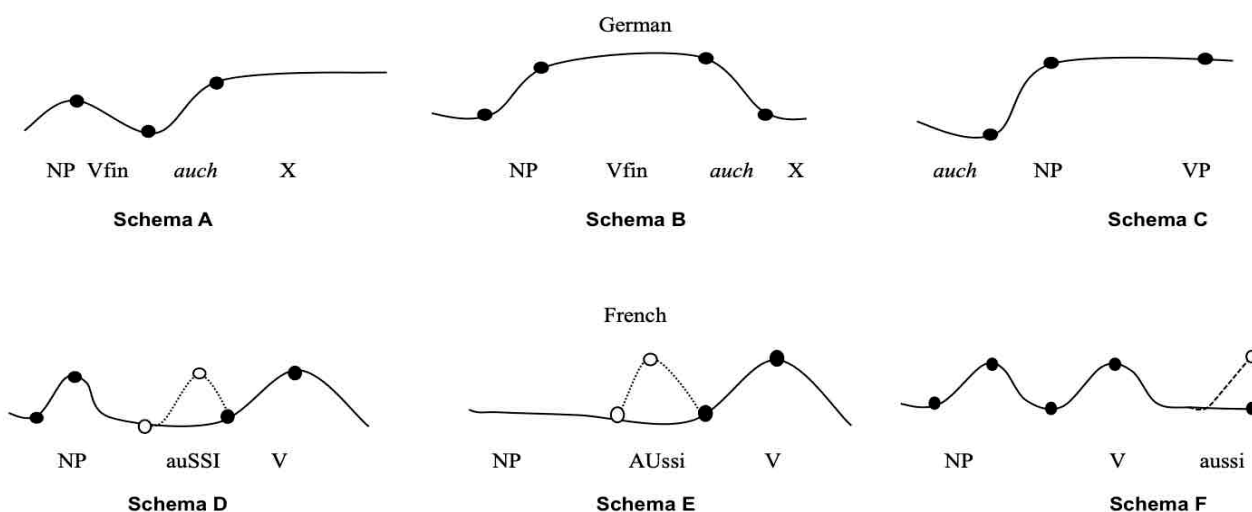 German
NP Vfin auch X
NP Vfin auch X
auch NP VP
Schema A
Schema B
Schema C
French
NP auSSI V
NP AUssi V
NP V aussi
Schema D
Schema E
Schema F